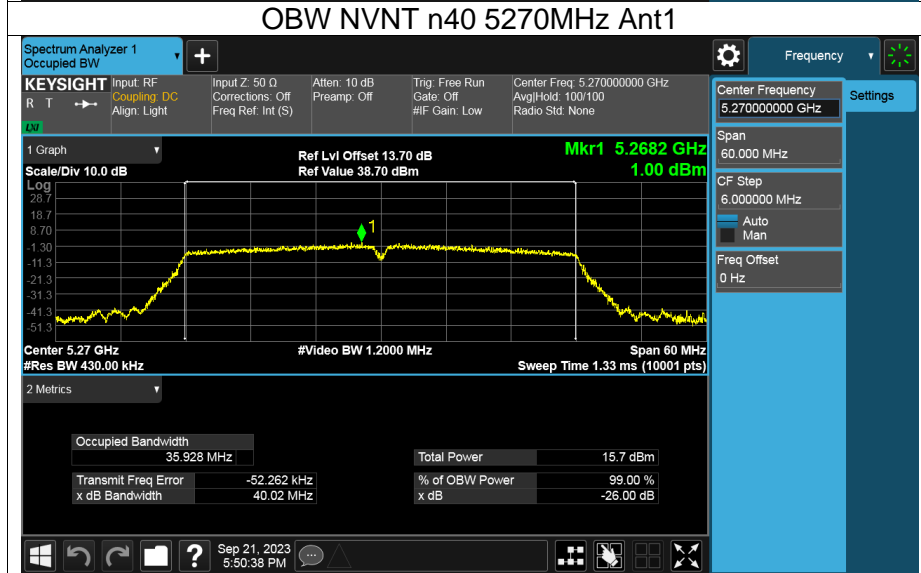 OBW NVNT n40 5270MHz Ant1
Spectrum Analyzer 1
Occupied BW
+
Frequency
KEYSIGHT
R T
LXI
Input: RF
Coupling: DC
Align: Light
Input Z: 50 Ω
Corrections: Off
Freq Ref: Int (S)
Atten: 10 dB
Preamp: Off
Trig: Free Run
Gate: Off
#IF Gain: Low
Center Freq: 5.270000000 GHz
Avg|Hold: 100/100
Radio Std: None
Center Frequency
5.270000000 GHz
Settings
Span
60.000 MHz
CF Step
6.000000 MHz
Auto
Man
Freq Offset
0 Hz
1 Graph
Ref Lvl Offset 13.70 dB
Mkr1 5.2682 GHz
Scale/Div 10.0 dB
Ref Value 38.70 dBm
1.00 dBm
Log
28.7
18.7
8.70
-1.30
-11.3
-21.3
-31.3
-41.3
-51.3
1
Center 5.27 GHz
#Video BW 1.2000 MHz
Span 60 MHz
#Res BW 430.00 kHz
Sweep Time 1.33 ms (10001 pts)
2 Metrics
Occupied Bandwidth
35.928 MHz
Total Power 15.7 dBm
Transmit Freq Error -52.262 kHz
% of OBW Power 99.00 %
x dB Bandwidth 40.02 MHz
x dB -26.00 dB
?
Sep 21, 2023
5:50:38 PM